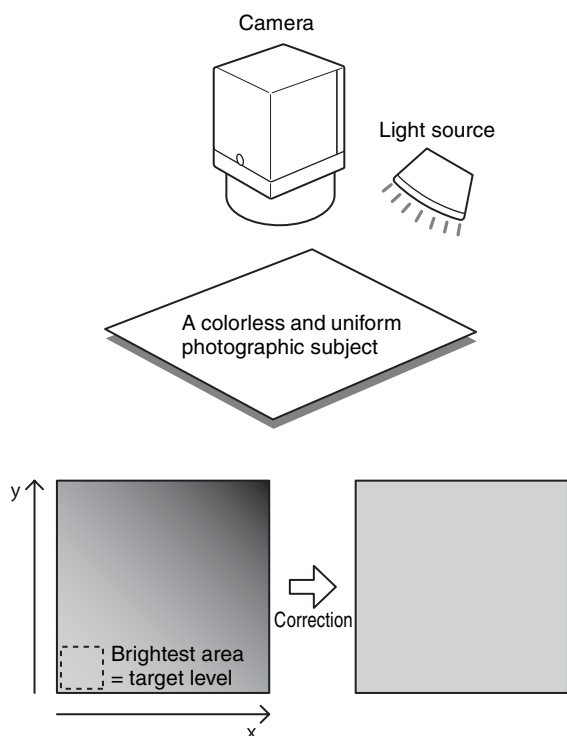 Camera
Light source
A colorless and uniform
photographic subject
y
Correction
Brightest area
= target level
x